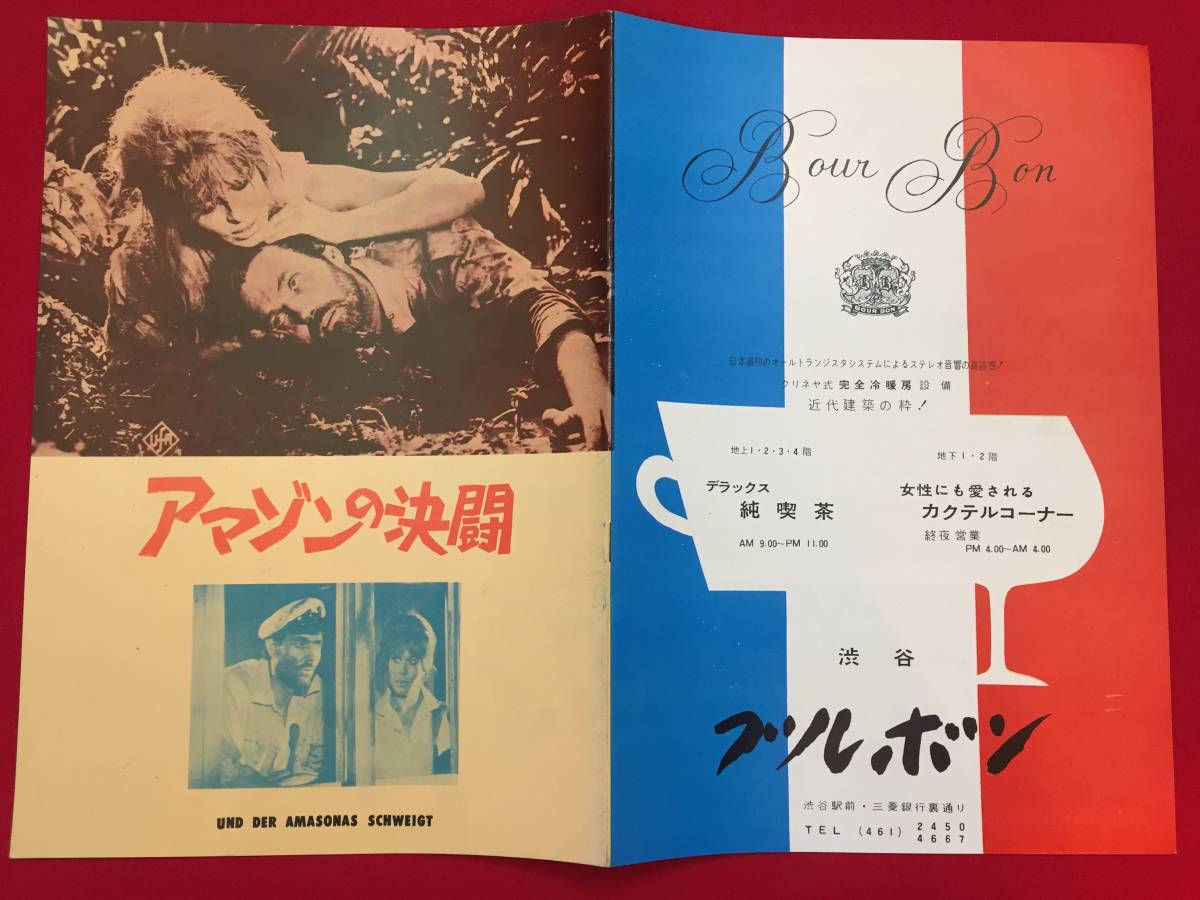 Ufa
アマゾンの決闘
UND DER AMASONAS SCHWEIGT
Bour Bon
BOUR BON
日本最初のオールトランジスタシステムによるステレオ音響の真迫感!
クリネヤ式 完全冷暖房 設備
近代建築の粋!
地上1・2・3・4階
デラックス
純喫茶
AM 9.00〜PM 11.00
地下1・2階
女性にも愛される
カクテルコーナー
終夜営業
PM 4.00〜AM 4.00
渋谷
ブルボン
渋谷駅前・三菱銀行裏通り
TEL (461) 2450
4667